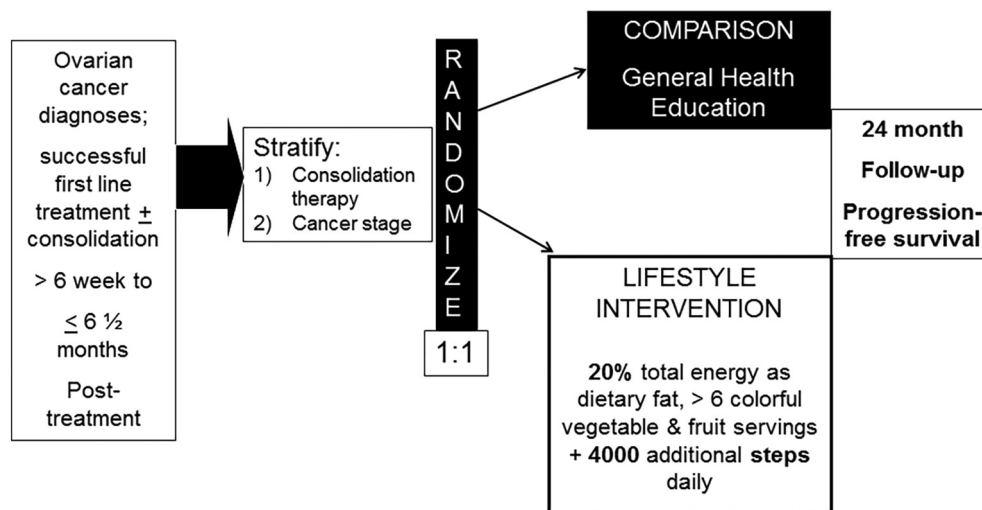 Ovarian
cancer
diagnoses;
successful
first line
treatment ±
consolidation
> 6 week to
≤ 6 ½
months
Post-
treatment
Stratify:
1) Consolidation
therapy
2) Cancer stage
RANDOMIZE
1:1
COMPARISON
General Health
Education
LIFESTYLE
INTERVENTION
20% total energy as
dietary fat, > 6 colorful
vegetable & fruit servings
+ 4000 additional steps
daily
24 month
Follow-up
Progression-
free survival